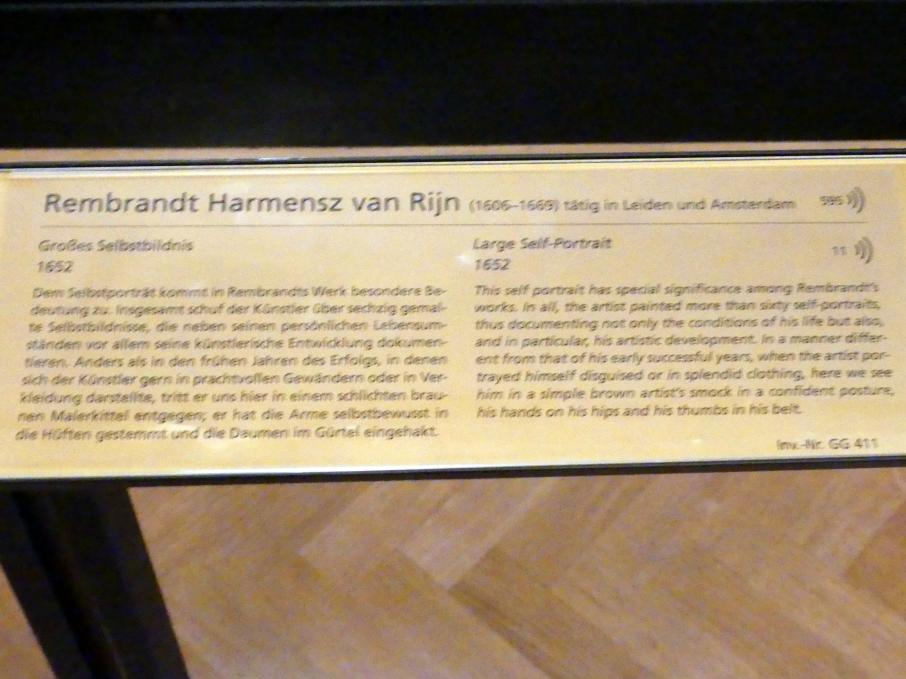 Rembrandt Harmensz van Rijn (1606–1669) tätig in Leiden und Amsterdam 595
Großes Selbstbildnis
1652
Dem Selbstporträt kommt in Rembrandts Werk besondere Be-
deutung zu. Insgesamt schuf der Künstler über sechzig gemal-
te Selbstbildnisse, die neben seinen persönlichen Lebensum-
ständen vor allem seine künstlerische Entwicklung dokumen-
tieren. Anders als in den frühen Jahren des Erfolgs, in denen
sich der Künstler gern in prachtvollen Gewändern oder in Ver-
kleidung darstellte, tritt er uns hier in einem schlichten brau-
nen Malerkittel entgegen; er hat die Arme selbstbewusst in
die Hüften gestemmt und die Daumen im Gürtel eingehakt.
Large Self-Portrait 11
1652
This self portrait has special significance among Rembrandt's
works. In all, the artist painted more than sixty self-portraits,
thus documenting not only the conditions of his life but also,
and in particular, his artistic development. In a manner differ-
ent from that of his early successful years, when the artist por-
trayed himself disguised or in splendid clothing, here we see
him in a simple brown artist's smock in a confident posture,
his hands on his hips and his thumbs in his belt.
Inv.-Nr. GG 411